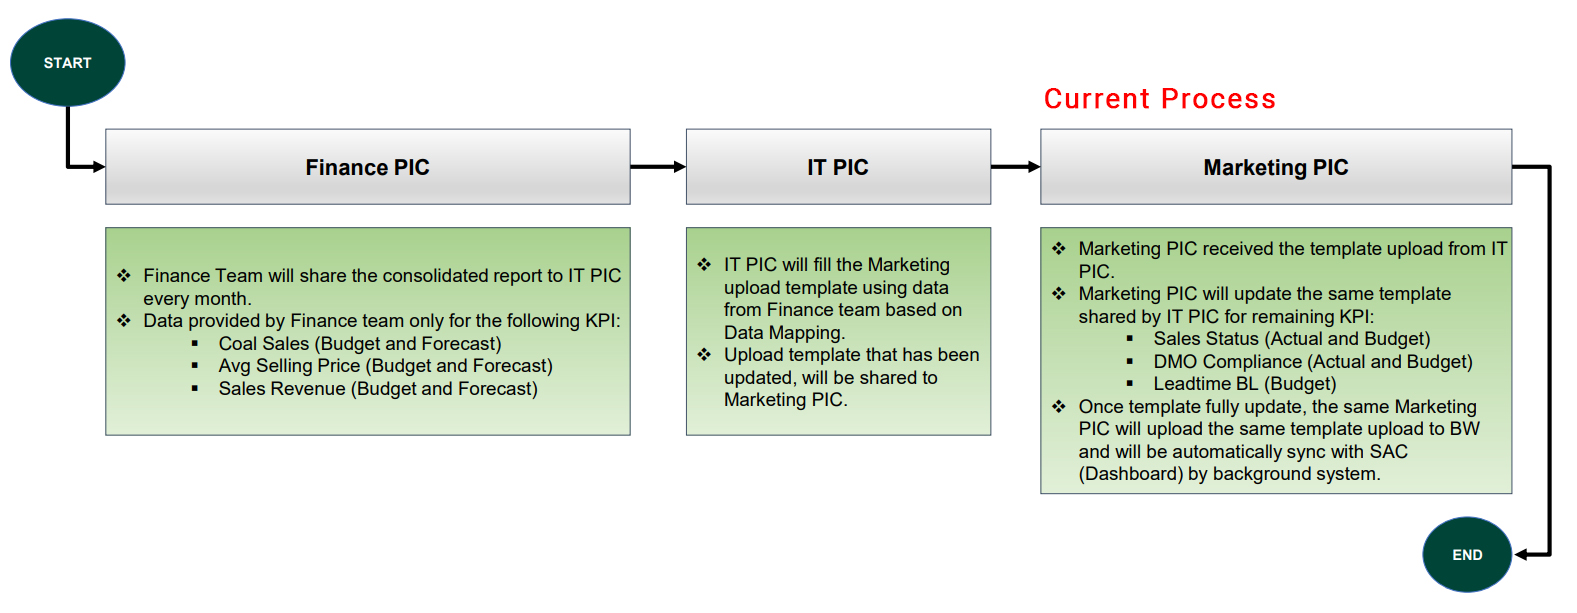 START
Current Process
Finance PIC
IT PIC
Marketing PIC
❖ Finance Team will share the consolidated report to IT PIC
every month.
❖ Data provided by Finance team only for the following KPI:
▪ Coal Sales (Budget and Forecast)
▪ Avg Selling Price (Budget and Forecast)
▪ Sales Revenue (Budget and Forecast)
❖ IT PIC will fill the Marketing
upload template using data
from Finance team based on
Data Mapping.
❖ Upload template that has been
updated, will be shared to
Marketing PIC.
❖ Marketing PIC received the template upload from IT
PIC.
❖ Marketing PIC will update the same template
shared by IT PIC for remaining KPI:
▪ Sales Status (Actual and Budget)
▪ DMO Compliance (Actual and Budget)
▪ Leadtime BL (Budget)
❖ Once template fully update, the same Marketing
PIC will upload the same template upload to BW
and will be automatically sync with SAC
(Dashboard) by background system.
END